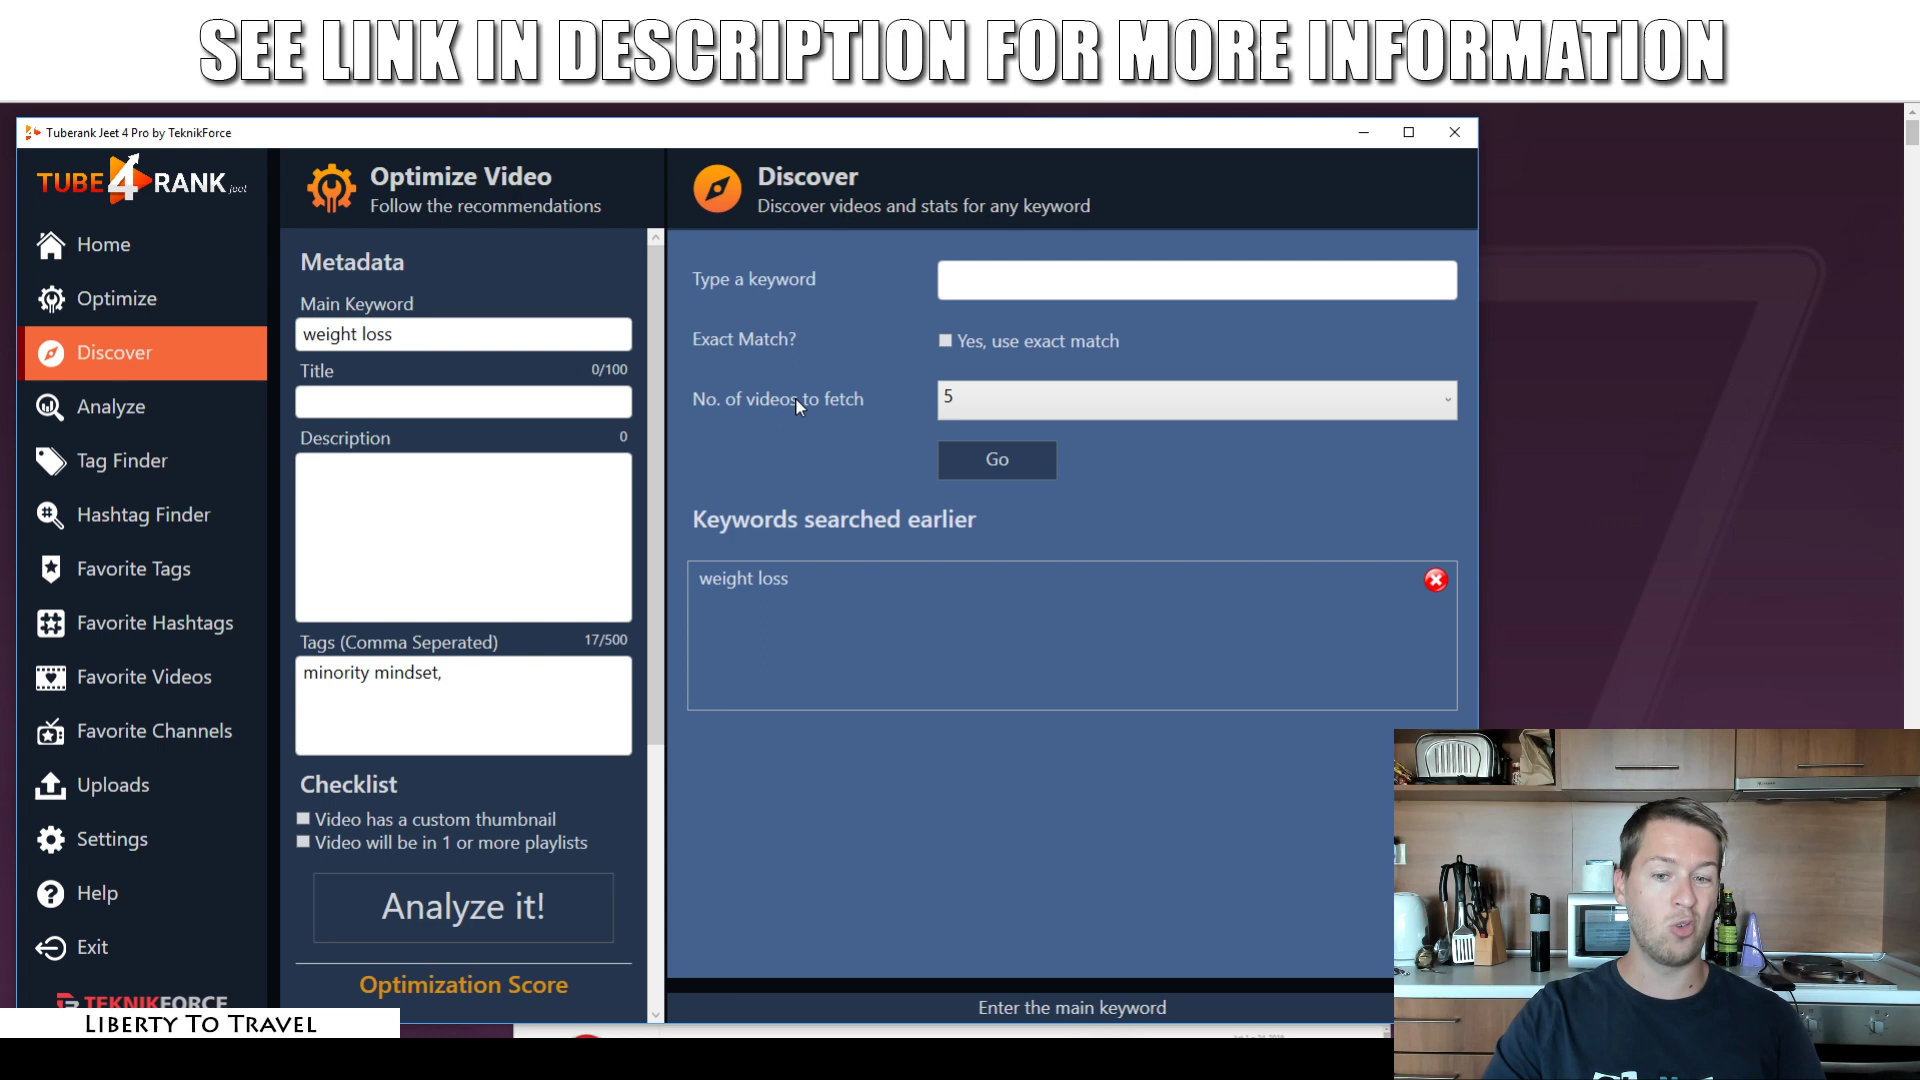 SEE LINK IN DESCRIPTION FOR MORE INFORMATION
Tuberank Jeet 4 Pro by TeknikForce
TUBE 4 RANK jeet
Home
Optimize
Discover
Analyze
Tag Finder
Hashtag Finder
Favorite Tags
Favorite Hashtags
Favorite Videos
Favorite Channels
Uploads
Settings
Help
Exit
TEKNIKFORCE
LIBERTY TO TRAVEL
Optimize Video
Follow the recommendations
Metadata
Main Keyword
weight loss
Title 0/100
Description 0
Tags (Comma Seperated) 17/500
minority mindset,
Checklist
Video has a custom thumbnail
Video will be in 1 or more playlists
Analyze it!
Optimization Score
Discover
Discover videos and stats for any keyword
Type a keyword
Exact Match? Yes, use exact match
No. of videos to fetch 5
Go
Keywords searched earlier
weight loss
Enter the main keyword